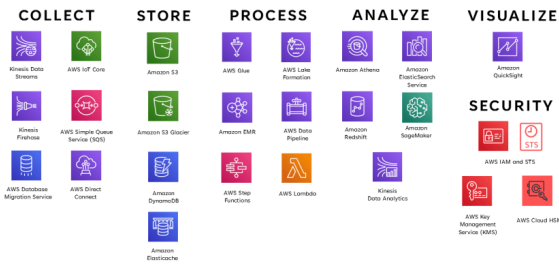 COLLECT
Kinesis Data
Streams
AWS IoT Core
Kinesis
Firehose
AWS Simple Queue
Service (SQS)
AWS Database
Migration Service
AWS Direct
Connect
STORE
Amazon S3
Amazon S3 Glacier
Amazon
DynamoDB
Amazon
Elasticache
PROCESS
AWS Glue
AWS Lake
Formation
Amazon EMR
AWS Data
Pipeline
AWS Step
Functions
AWS Lambda
ANALYZE
Amazon Athena
Amazon
ElasticSearch
Service
Amazon
Redshift
Amazon
SageMaker
Kinesis
Data Analytics
VISUALIZE
Amazon
QuickSight
SECURITY
STS
AWS IAM and STS
AWS Key
Management
Service (KMS)
AWS Cloud HSM